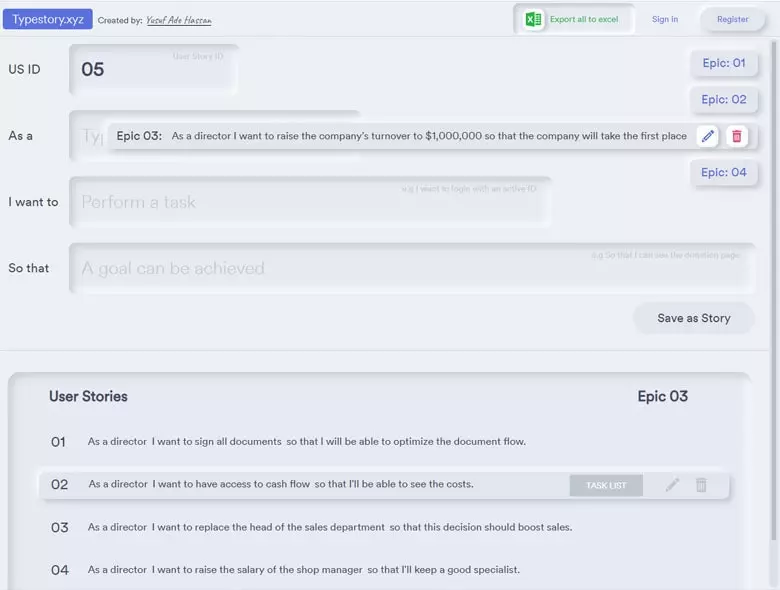 Typestory.xyz Created by: Yusuf Ade Hassan Export all to excel Sign in Register
US ID 05 User Story ID
Epic: 01
Epic: 02
As a Ty Epic 03: As a director I want to raise the company's turnover to $1,000,000 so that the company will take the first place
Epic: 04
I want to Perform a task e.g I want to login with an active ID
So that A goal can be achieved e.g So that I can see the donation page
Save as Story
User Stories Epic 03
01 As a director I want to sign all documents so that I will be able to optimize the document flow.
02 As a director I want to have access to cash flow so that I'll be able to see the costs. TASK LIST
03 As a director I want to replace the head of the sales department so that this decision should boost sales.
04 As a director I want to raise the salary of the shop manager so that I'll keep a good specialist.